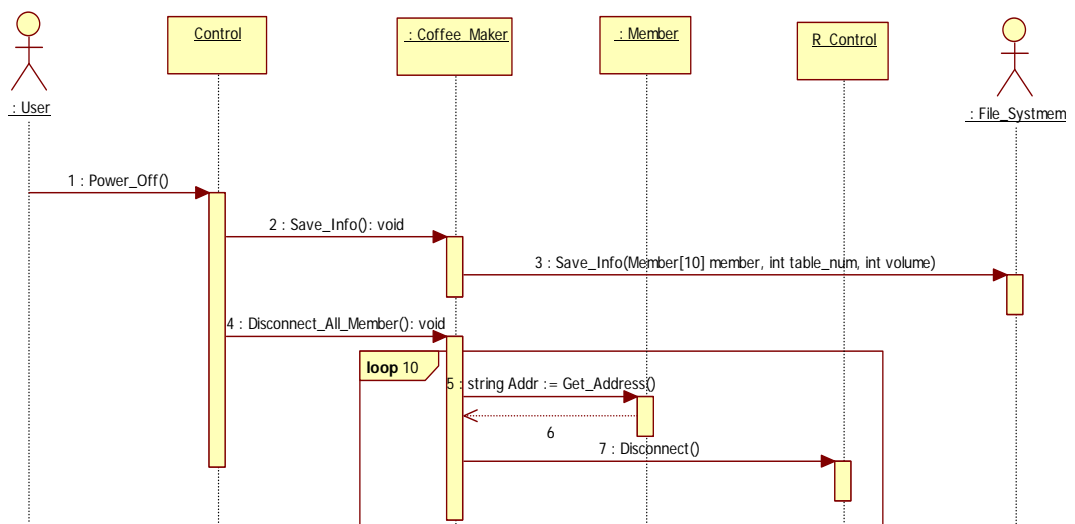 Control
: Coffee_Maker
: Member
R_Control
: User
: File_Systmem
1 : Power_Off()
2 : Save_Info(): void
3 : Save_Info(Member[10] member, int table_num, int volume)
4 : Disconnect_All_Member(): void
loop 10
5 : string Addr := Get_Address()
6
7 : Disconnect()